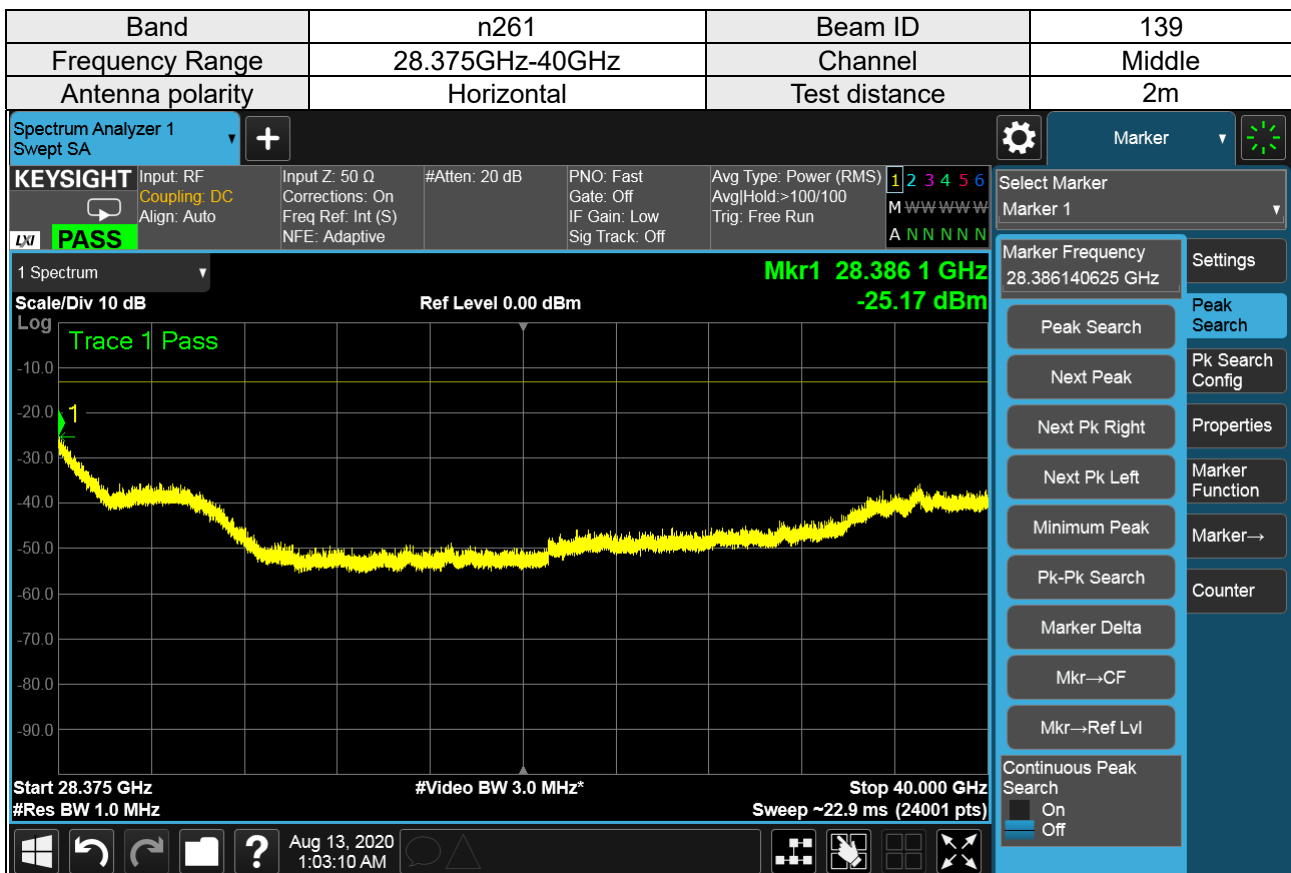 Band n261 Beam ID 139
Frequency Range 28.375GHz-40GHz Channel Middle
Antenna polarity Horizontal Test distance 2m
Spectrum Analyzer 1
Swept SA
+
Marker
KEYSIGHT
LXI PASS
Input: RF
Coupling: DC
Align: Auto
Input Z: 50 Ω
Corrections: On
Freq Ref: Int (S)
NFE: Adaptive
#Atten: 20 dB
PNO: Fast
Gate: Off
IF Gain: Low
Sig Track: Off
Avg Type: Power (RMS)
Avg|Hold:>100/100
Trig: Free Run
1 2 3 4 5 6
M W W W W W
A N N N N N
Select Marker
Marker 1
1 Spectrum
Mkr1 28.386 1 GHz
-25.17 dBm
Scale/Div 10 dB
Ref Level 0.00 dBm
Log
Trace 1 Pass
1
-10.0
-20.0
-30.0
-40.0
-50.0
-60.0
-70.0
-80.0
-90.0
Start 28.375 GHz
#Res BW 1.0 MHz
#Video BW 3.0 MHz*
Stop 40.000 GHz
Sweep ~22.9 ms (24001 pts)
Marker Frequency
28.386140625 GHz
Peak Search
Next Peak
Next Pk Right
Next Pk Left
Minimum Peak
Pk-Pk Search
Marker Delta
Mkr→CF
Mkr→Ref Lvl
Continuous Peak
Search
On
Off
Settings
Peak
Search
Pk Search
Config
Properties
Marker
Function
Marker→
Counter
?
Aug 13, 2020
1:03:10 AM